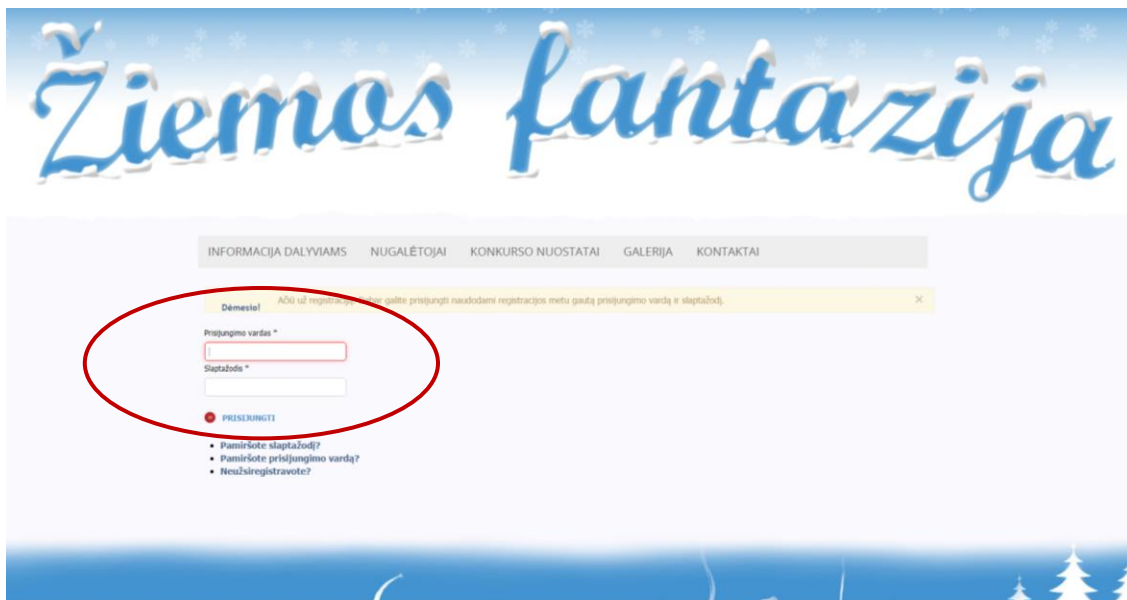 Žiemos fantazija
INFORMACIJA DALYVIAMS NUGALĖTOJAI KONKURSO NUOSTATAI GALERIJA KONTAKTAI
Dėmesio! Ačiū už registraciją. Dabar galite prisijungti naudodami registracijos metu gautą prisijungimo vardą ir slaptažodį. ×
Prisijungimo vardas *
Slaptažodis *
PRISIJUNGTI
• Pamiršote slaptažodį?
• Pamiršote prisijungimo vardą?
• Neužsiregistravote?